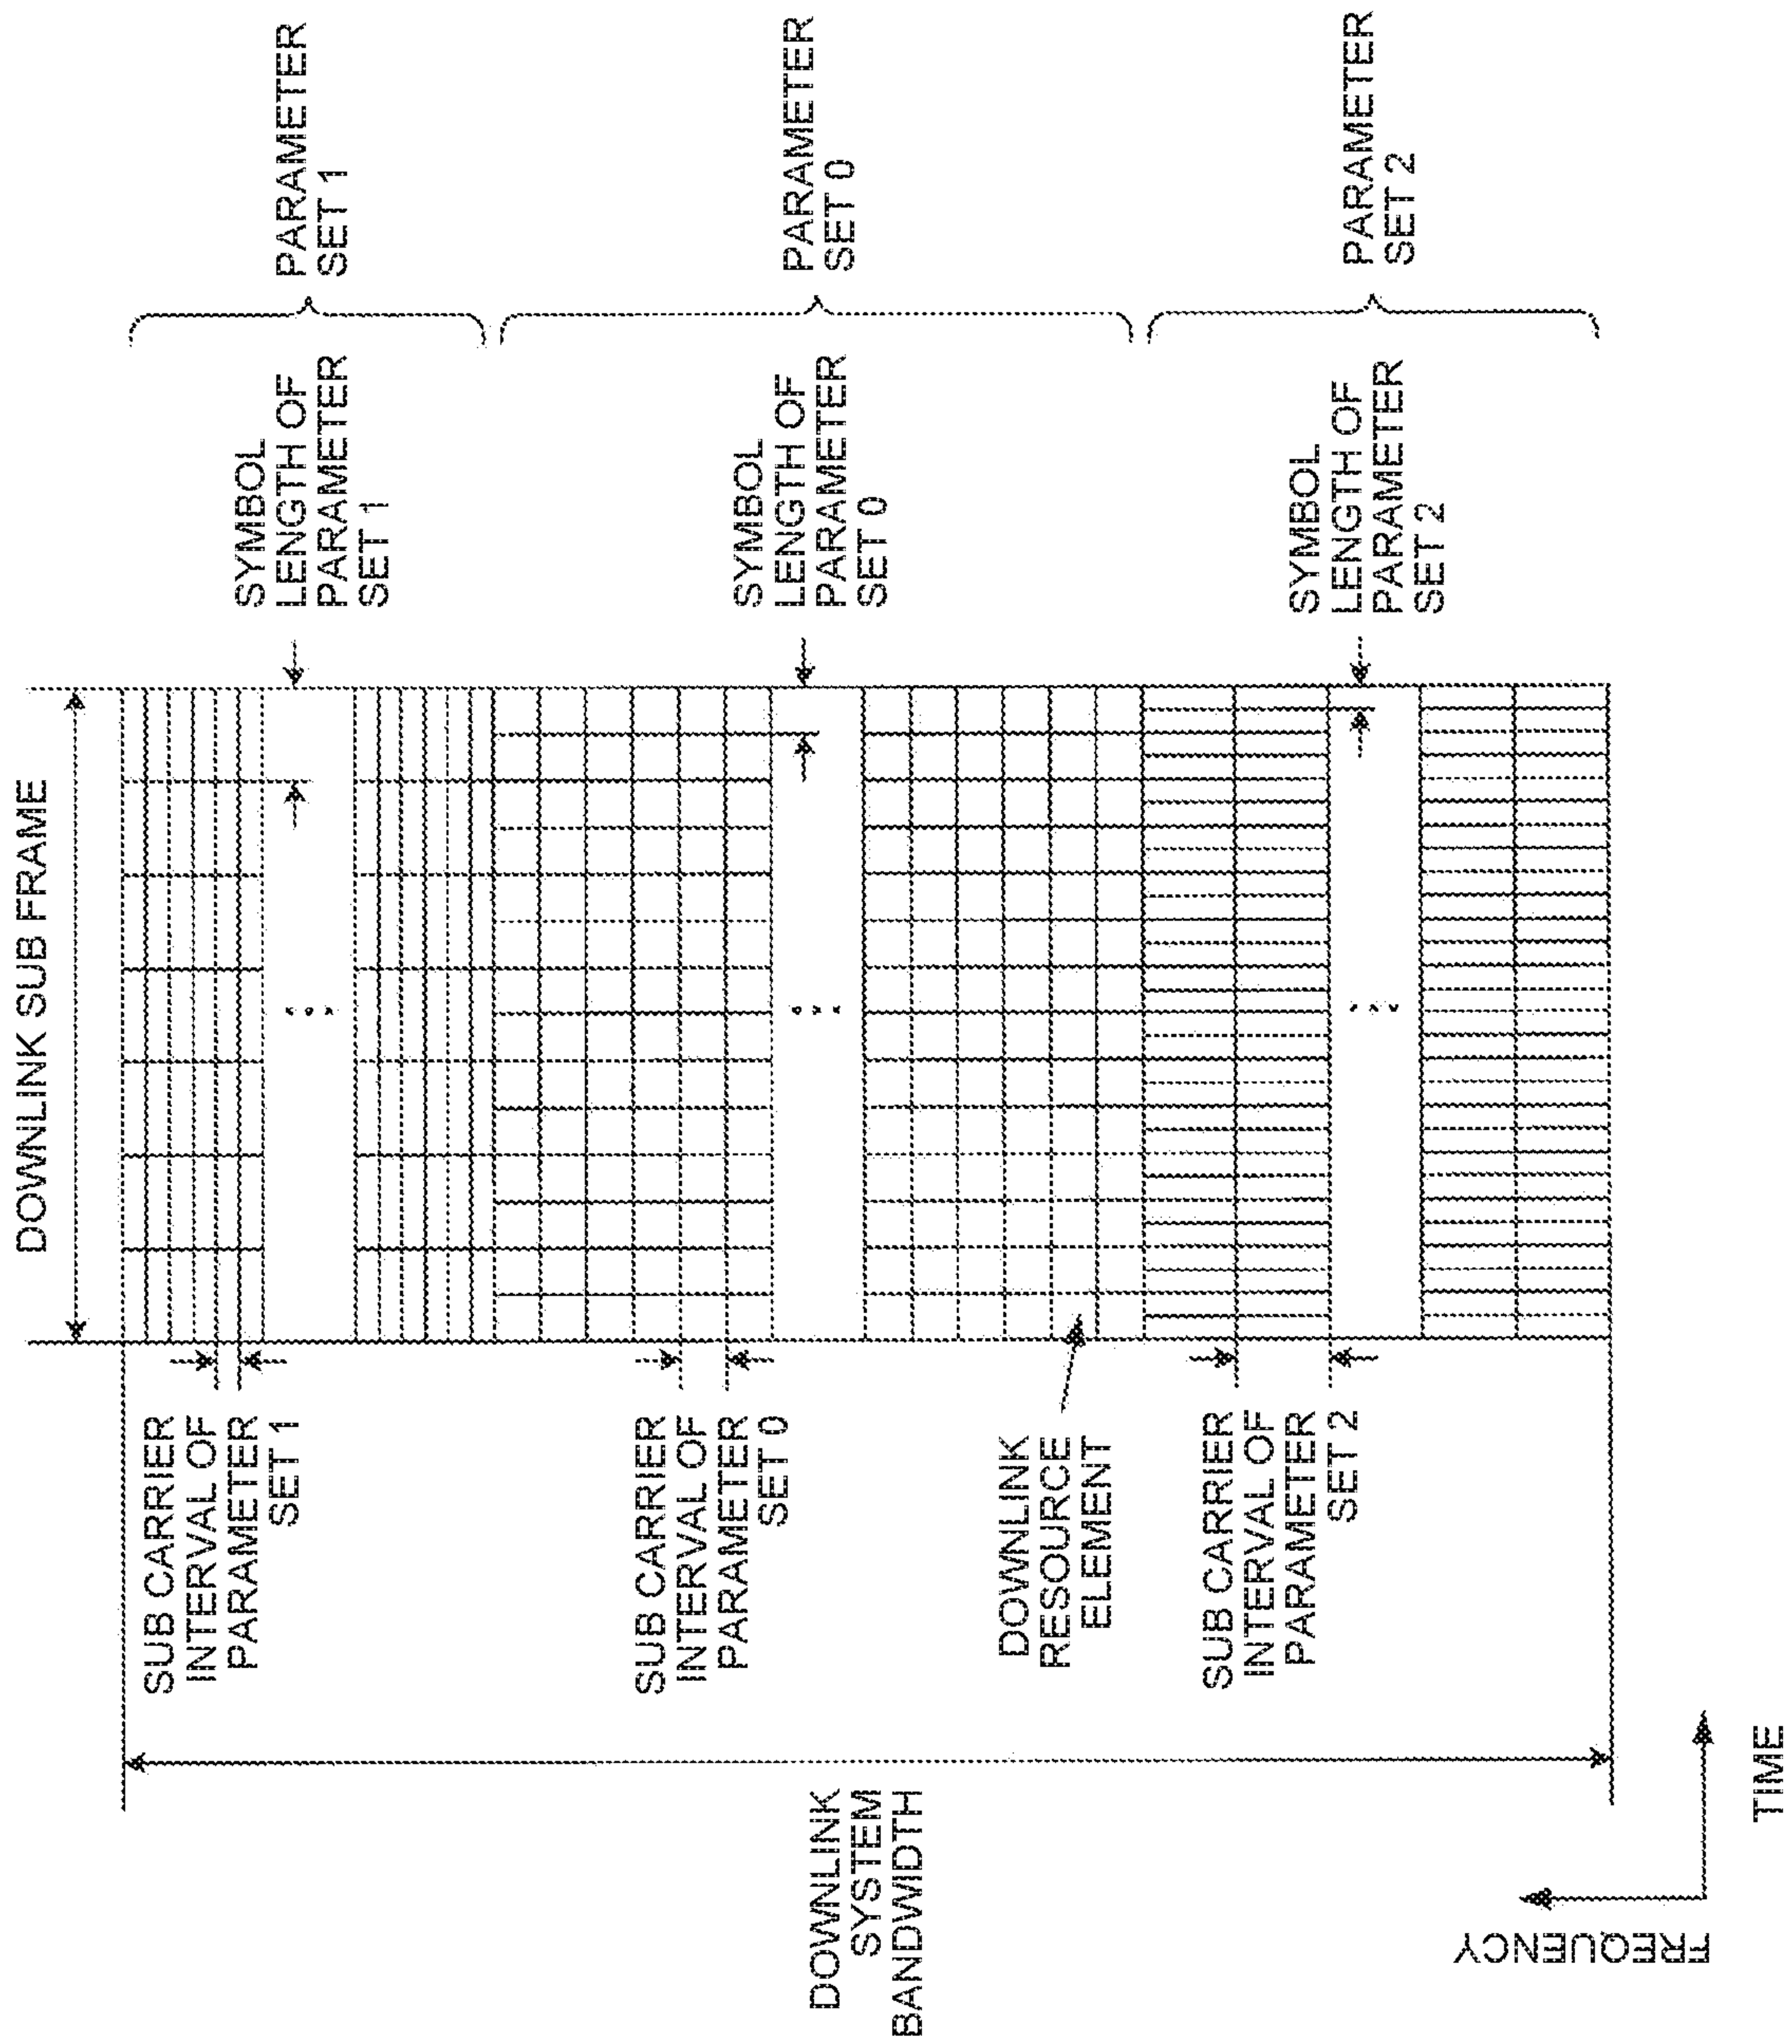 DOWNLINK SUB FRAME
SUB CARRIER
INTERVAL OF
PARAMETER
SET 1
SYMBOL
LENGTH OF
PARAMETER
SET 1
PARAMETER
SET 1
SUB CARRIER
INTERVAL OF
PARAMETER
SET 0
SYMBOL
LENGTH OF
PARAMETER
SET 0
PARAMETER
SET 0
DOWNLINK
SYSTEM
BANDWIDTH
DOWNLINK
RESOURCE
ELEMENT
SUB CARRIER
INTERVAL OF
PARAMETER
SET 2
SYMBOL
LENGTH OF
PARAMETER
SET 2
PARAMETER
SET 2
FREQUENCY
TIME